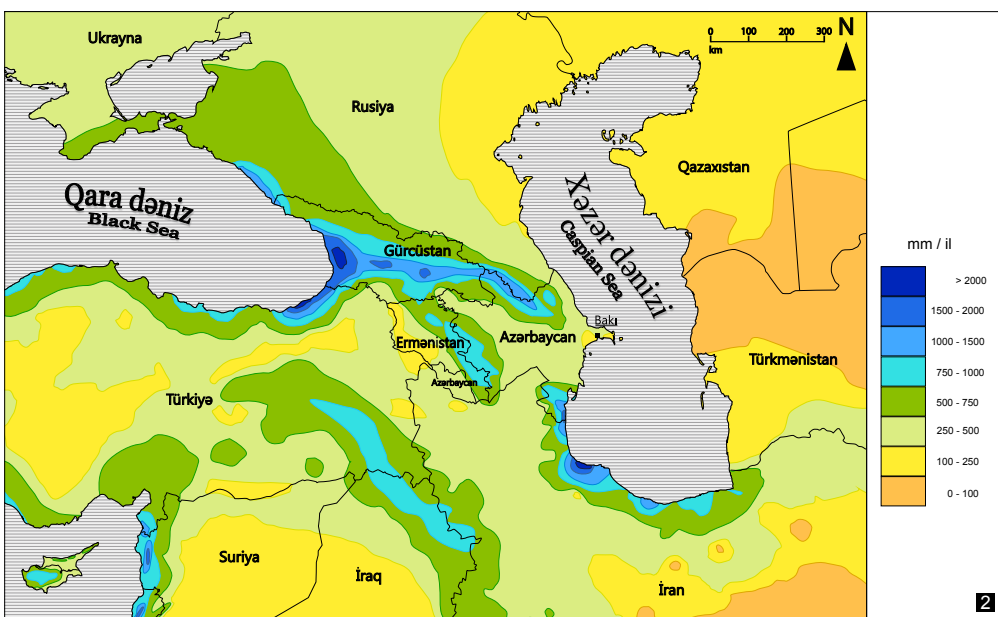 Ukrayna
0 100 200 300
km
N
Rusiya
Qazaxıstan
Qara dəniz
Black Sea
Xəzər dənizi
Caspian Sea
Gürcüstan
mm / il
> 2000
1500 - 2000
1000 - 1500
750 - 1000
500 - 750
250 - 500
100 - 250
0 - 100
Bakı
Azərbaycan
Ermənistan
Azərbaycan
Türkmənistan
Türkiyə
Suriya
İraq
İran
2